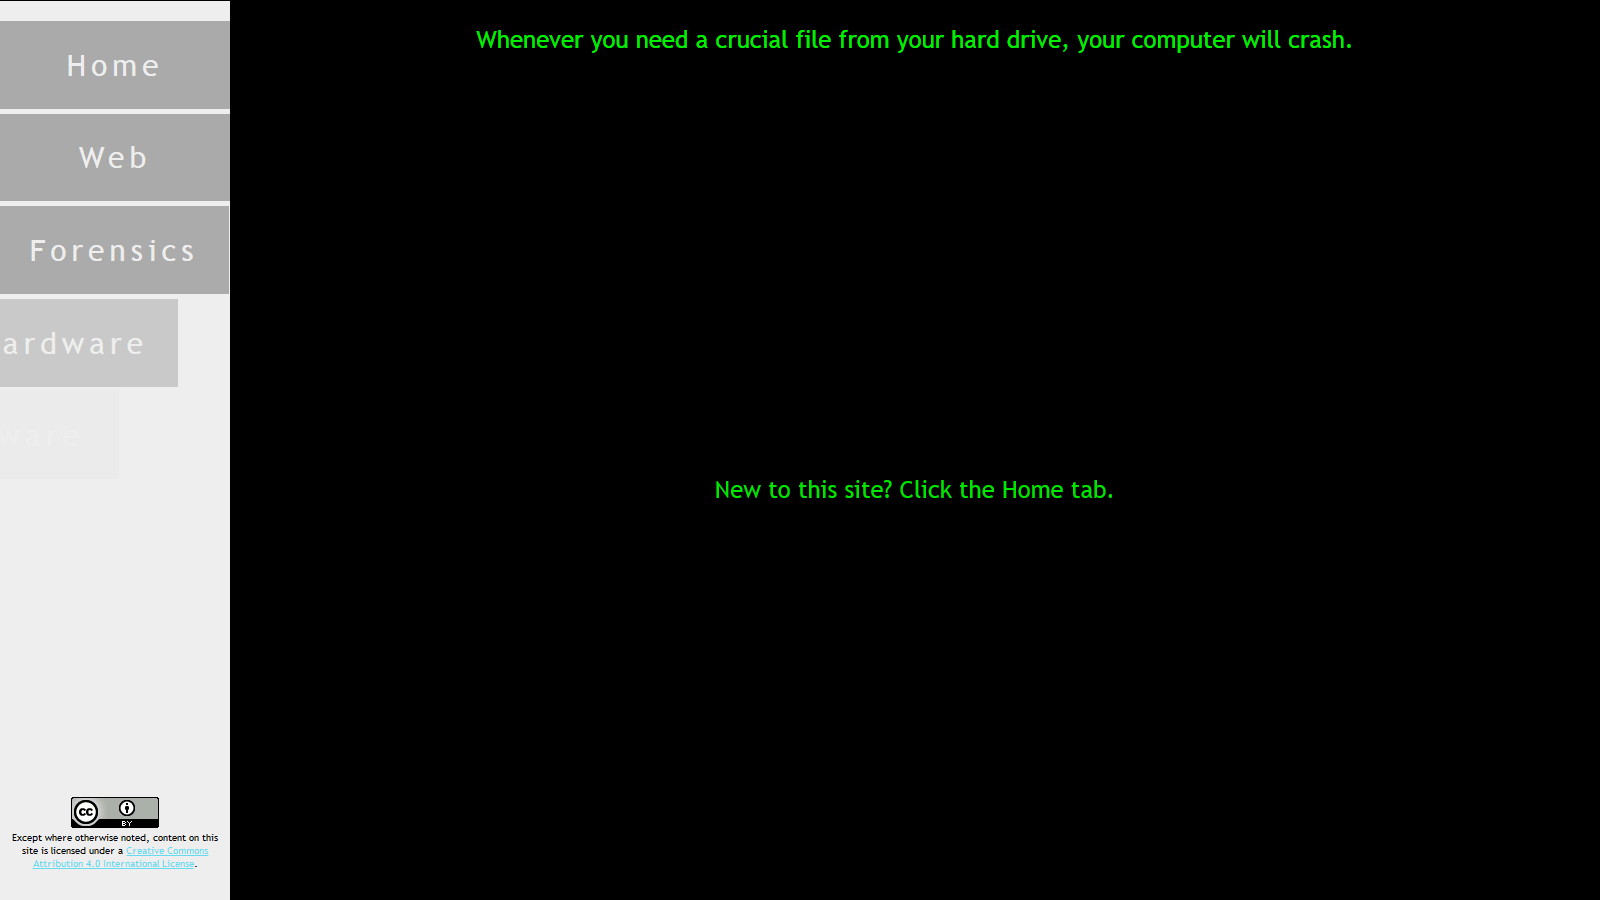 Home
Web
Forensics
ardware
ware
Whenever you need a crucial file from your hard drive, your computer will crash.
New to this site? Click the Home tab.
cc
BY
Except where otherwise noted, content on this
site is licensed under a Creative Commons
Attribution 4.0 International License.